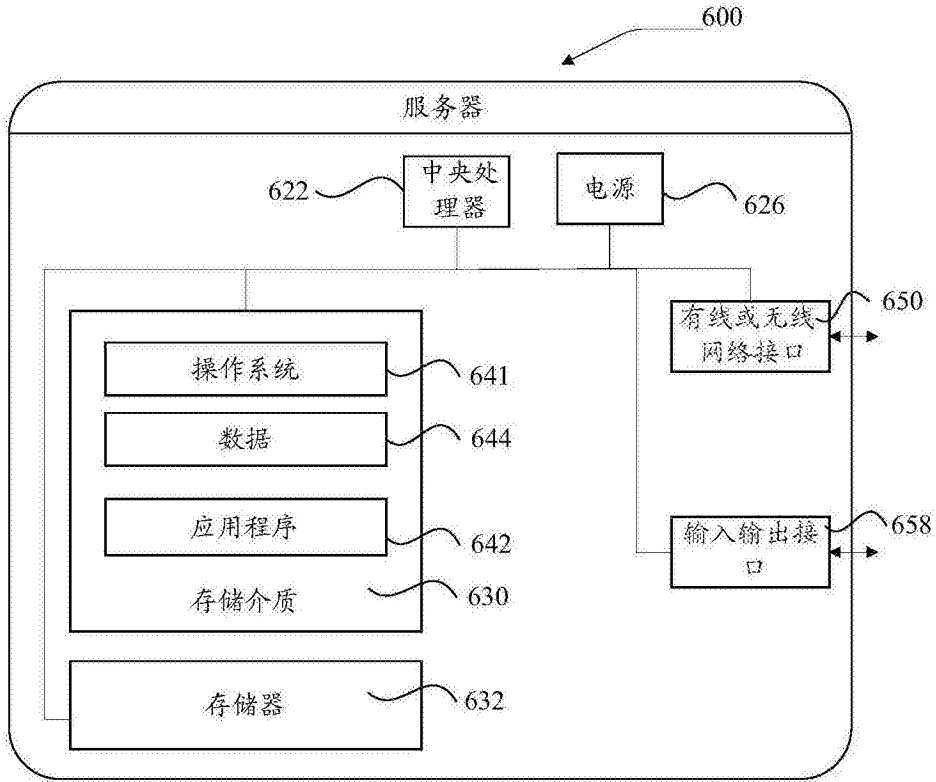 600
服务器
622
中央处
理器
电源
626
有线或无线
网络接口
650
操作系统
641
数据
644
应用程序
642
输入输出接
口
658
存储介质
630
存储器
632